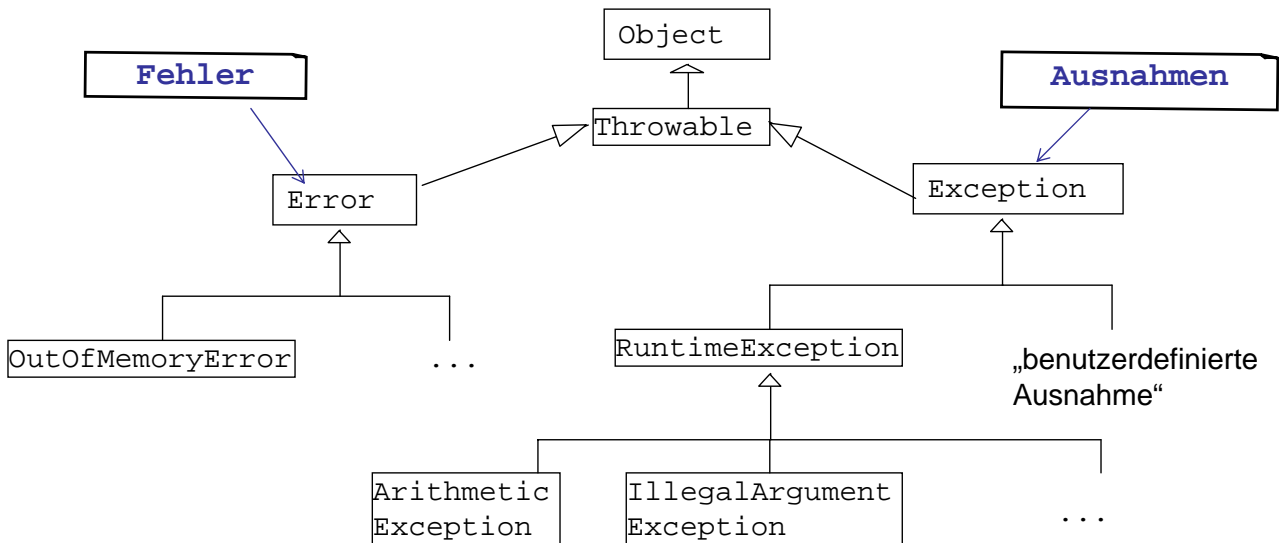 Object
Fehler
Ausnahmen
Throwable
Error
Exception
OutOfMemoryError
...
RuntimeException
„benutzerdefinierte
Ausnahme“
Arithmetic
Exception
IllegalArgument
Exception
...